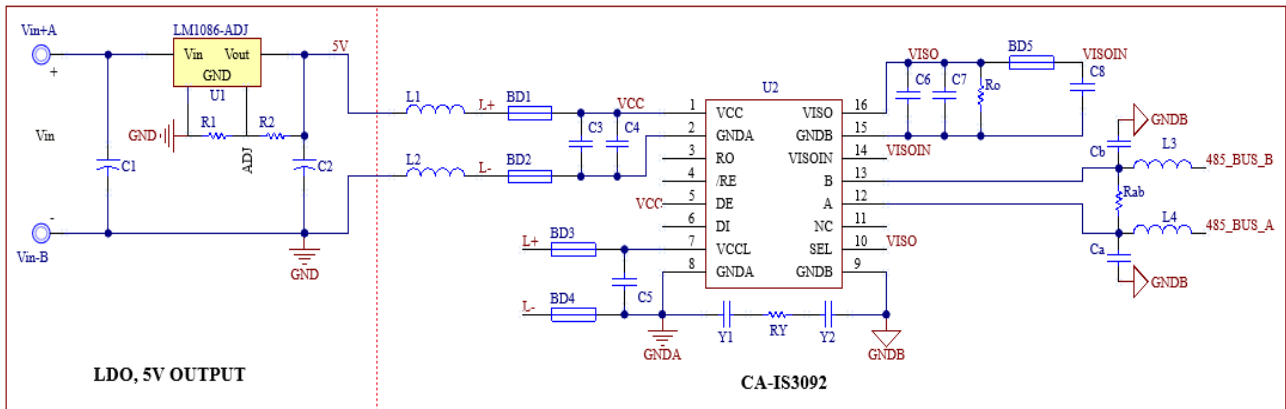 Vin+A
+
Vin
-
Vin-B
C1
LM1086-ADJ
Vin
Vout
GND
U1
5V
GND
R1
R2
ADJ
C2
GND
LDO, 5V OUTPUT
L1
L+
BD1
VCC
C3
C4
L2
L-
BD2
VCC
L+
BD3
C5
L-
BD4
GNDA
U2
1
VCC
2
GNDA
3
RO
4
/RE
5
DE
6
DI
7
VCCL
8
GNDA
VISO
16
GNDB
15
VISOIN
14
B
13
A
12
NC
11
SEL
10
GNDB
9
Y1
RY
Y2
GNDB
VISO
C6
C7
Ro
BD5
VISOIN
C8
VISOIN
VISO
GNDB
Cb
L3
485_BUS_B
Rab
L4
485_BUS_A
Ca
GNDB
CA-IS3092